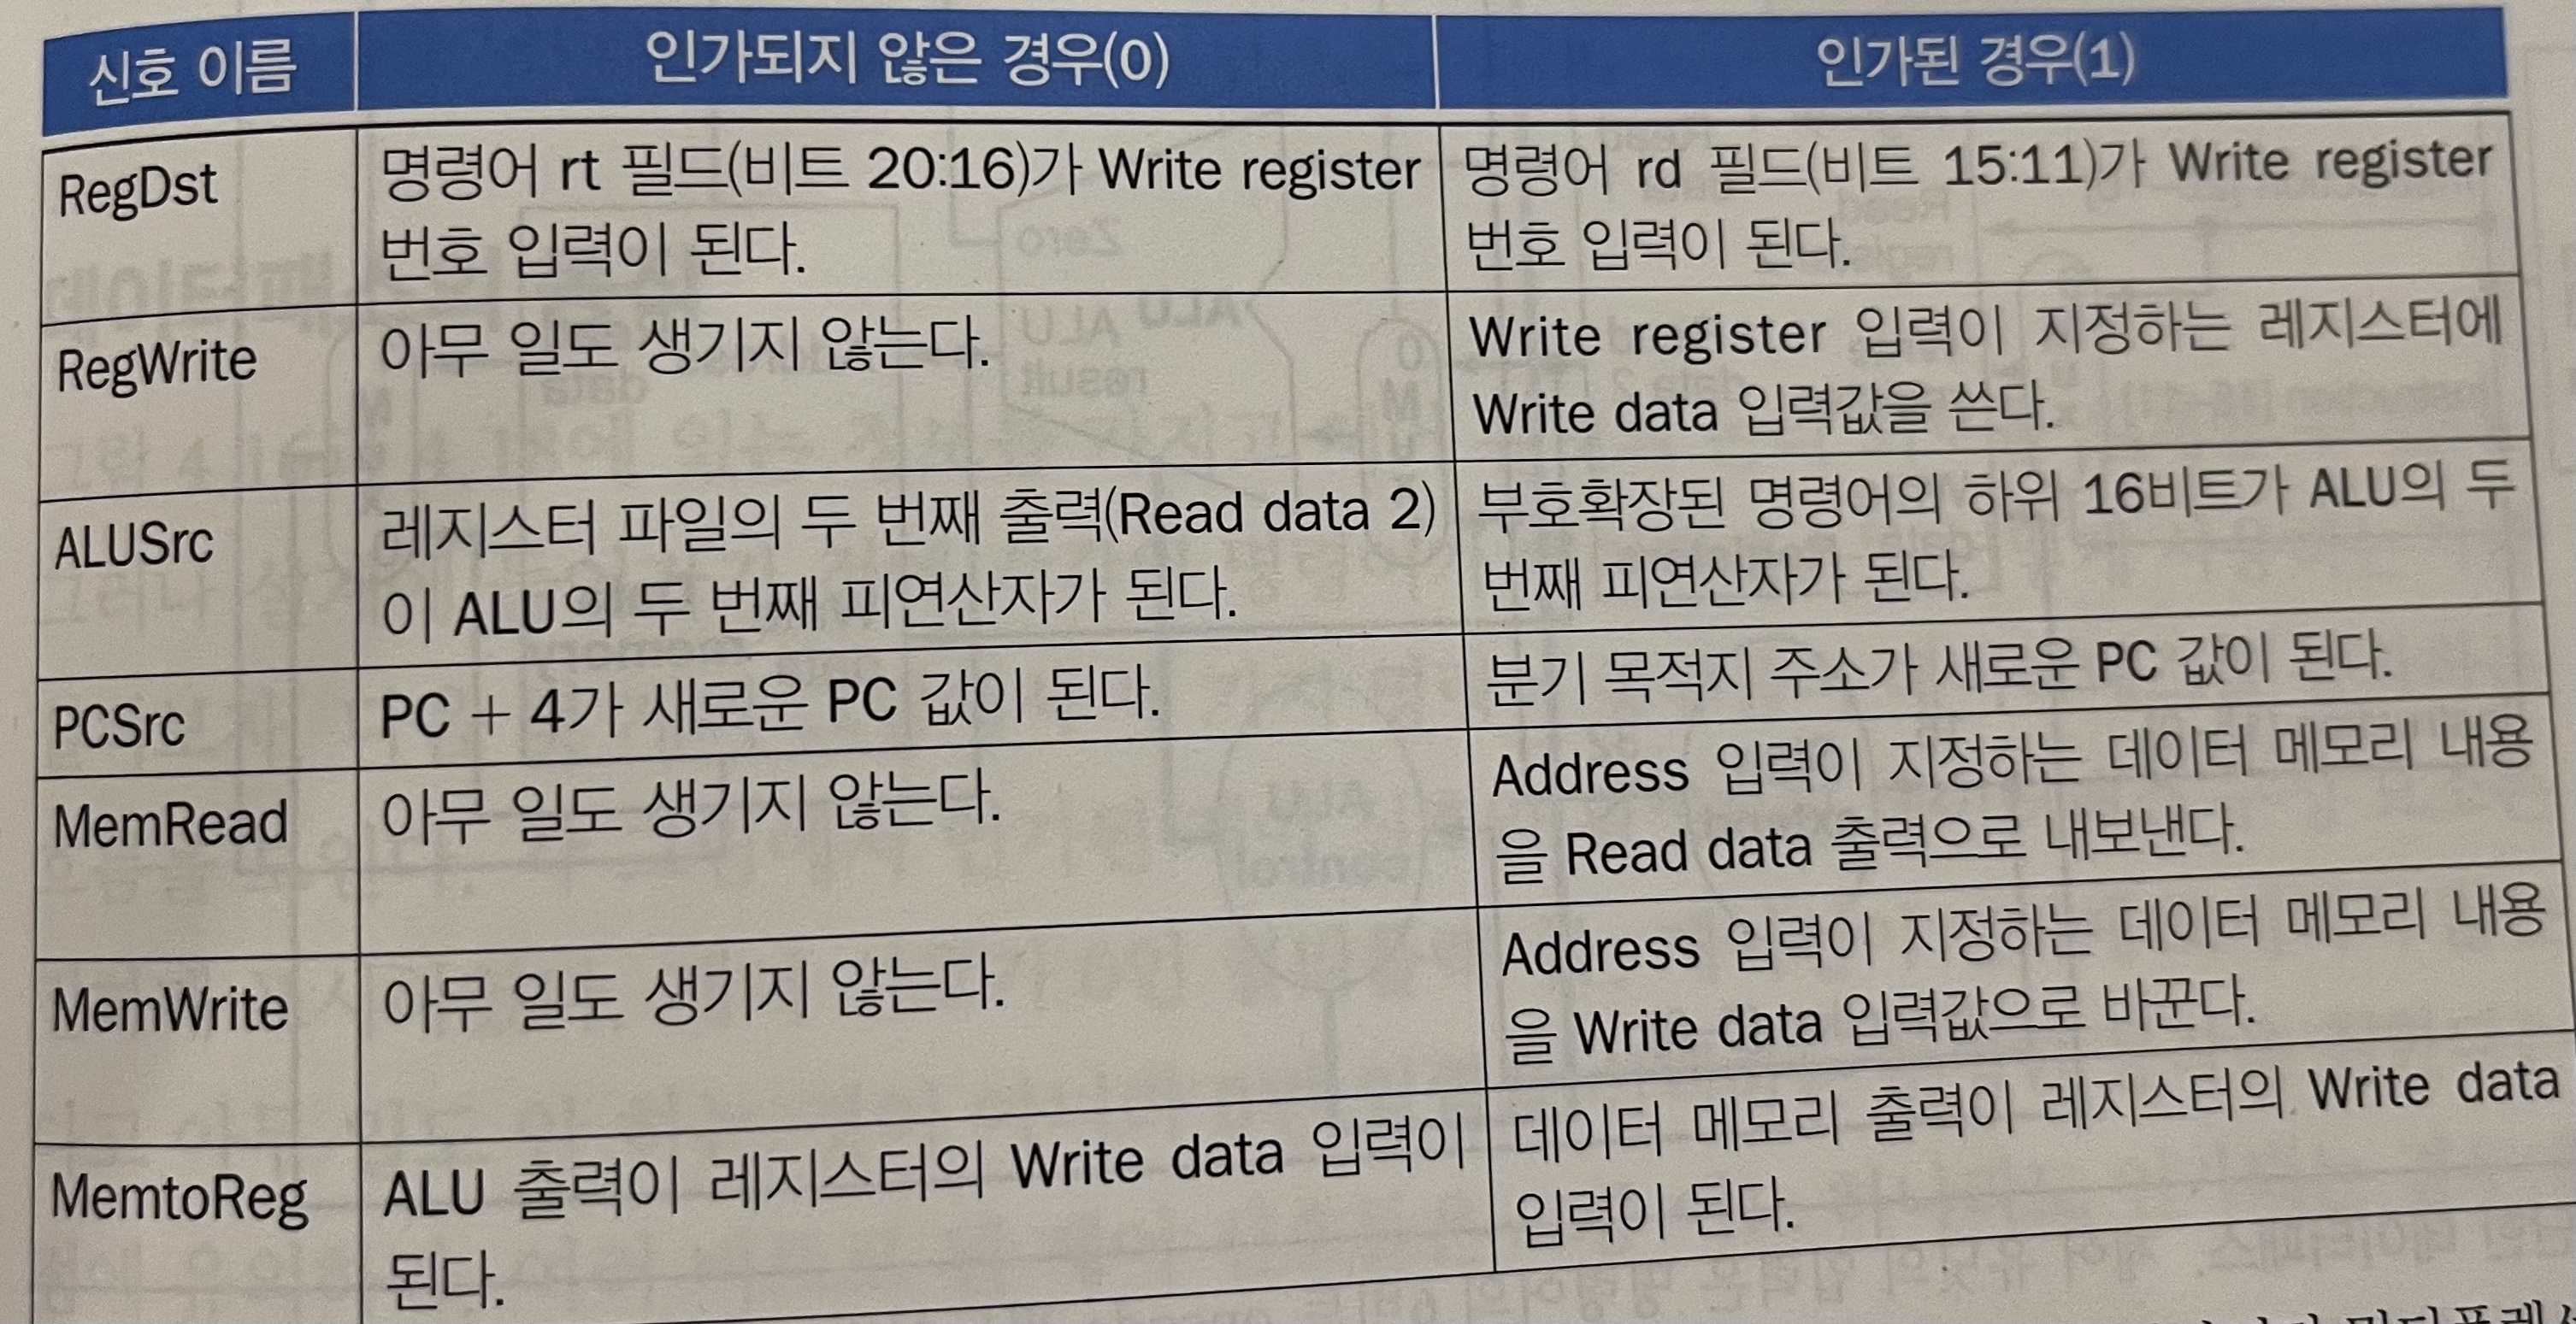 신호 이름
인가되지 않은 경우(0)
인가된 경우(1)
RegDst
명령어 rt 필드(비트 20:16)가 Write register
번호 입력이 된다.
명령어 rd 필드(비트 15:11)가 Write register
번호 입력이 된다.
RegWrite
아무 일도 생기지 않는다.
Write register 입력이 지정하는 레지스터에
Write data 입력값을 쓴다.
ALUSrc
레지스터 파일의 두 번째 출력(Read data 2)
이 ALU의 두 번째 피연산자가 된다.
부호확장된 명령어의 하위 16비트가 ALU의 두
번째 피연산자가 된다.
PCSrc
PC + 4가 새로운 PC 값이 된다.
분기 목적지 주소가 새로운 PC 값이 된다.
MemRead
아무 일도 생기지 않는다.
Address 입력이 지정하는 데이터 메모리 내용
을 Read data 출력으로 내보낸다.
MemWrite
아무 일도 생기지 않는다.
Address 입력이 지정하는 데이터 메모리 내용
을 Write data 입력값으로 바꾼다.
MemtoReg
ALU 출력이 레지스터의 Write data 입력이
된다.
데이터 메모리 출력이 레지스터의 Write data
입력이 된다.